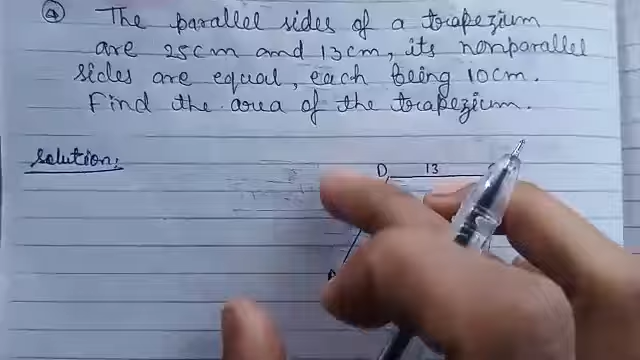 ④ The parallel sides of a trapezium
are 25cm and 13cm, its nonparallel
sides are equal, each being 10cm.
Find the area of the trapezium.
Solution:
D 13
A